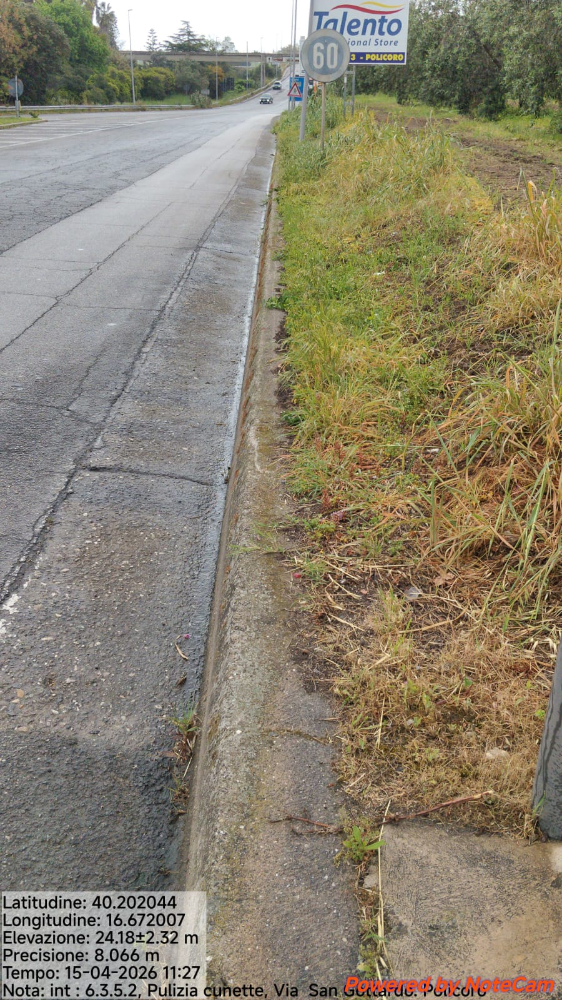 Talento
ional Store
3 - POLICORO
60
Latitudine: 40.202044
Longitudine: 16.672007
Elevazione: 24.18±2.32 m
Precisione: 8.066 m
Tempo: 15-04-2026 11:27
Nota: int : 6.3.5.2, Pulizia cunette, Via San Gottardo. Policoro
Powered by NoteCam